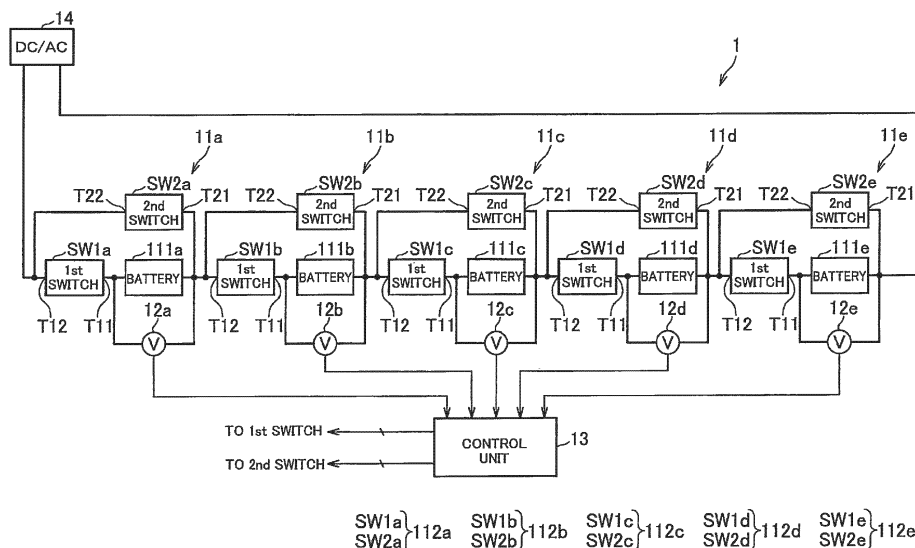 14
DC/AC
1
11a 11b 11c 11d 11e
SW2a SW2b SW2c SW2d SW2e
T22 2nd SWITCH T21 T22 2nd SWITCH T21 T22 2nd SWITCH T21 T22 2nd SWITCH T21 T22 2nd SWITCH T21
SW1a 111a SW1b 111b SW1c 111c SW1d 111d SW1e 111e
1st SWITCH BATTERY 1st SWITCH BATTERY 1st SWITCH BATTERY 1st SWITCH BATTERY 1st SWITCH BATTERY
T12 T11 12a T12 T11 12b T12 T11 12c T12 T11 12d T12 T11 12e
V V V V V
TO 1st SWITCH
TO 2nd SWITCH
CONTROL
UNIT
13
SW1a SW1b SW1c SW1d SW1e
SW2a }112a SW2b }112b SW2c }112c SW2d }112d SW2e }112e